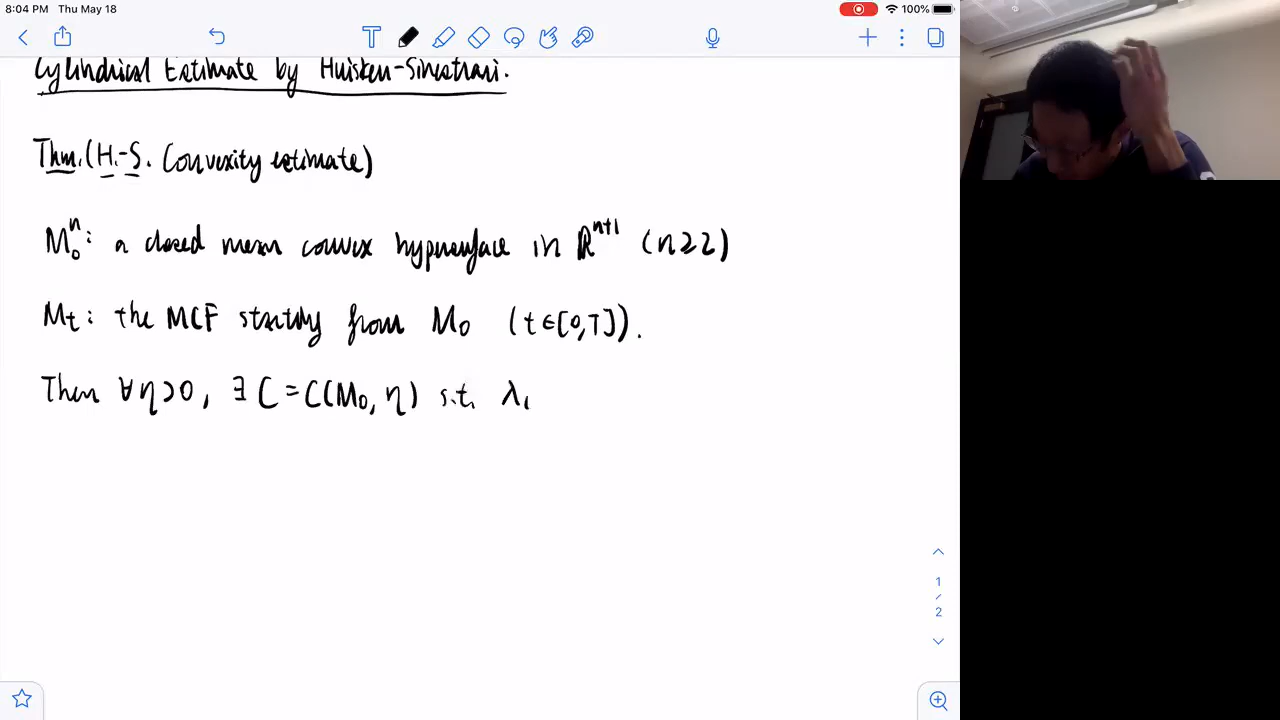 8:04 PM Thu May 18
100%
Cylindrical Estimate by Huisken-Sinestrari.
Thm. (H.-S. Convexity estimate)
M₀ⁿ: a closed mean convex hypersurface in ℝⁿ⁺¹ (n≥2)
Mt: the MCF starting from M₀ (t∈[0,T]).
Then ∀η>0, ∃ C = C(M₀, η) s.t. λ₁
1
/
2